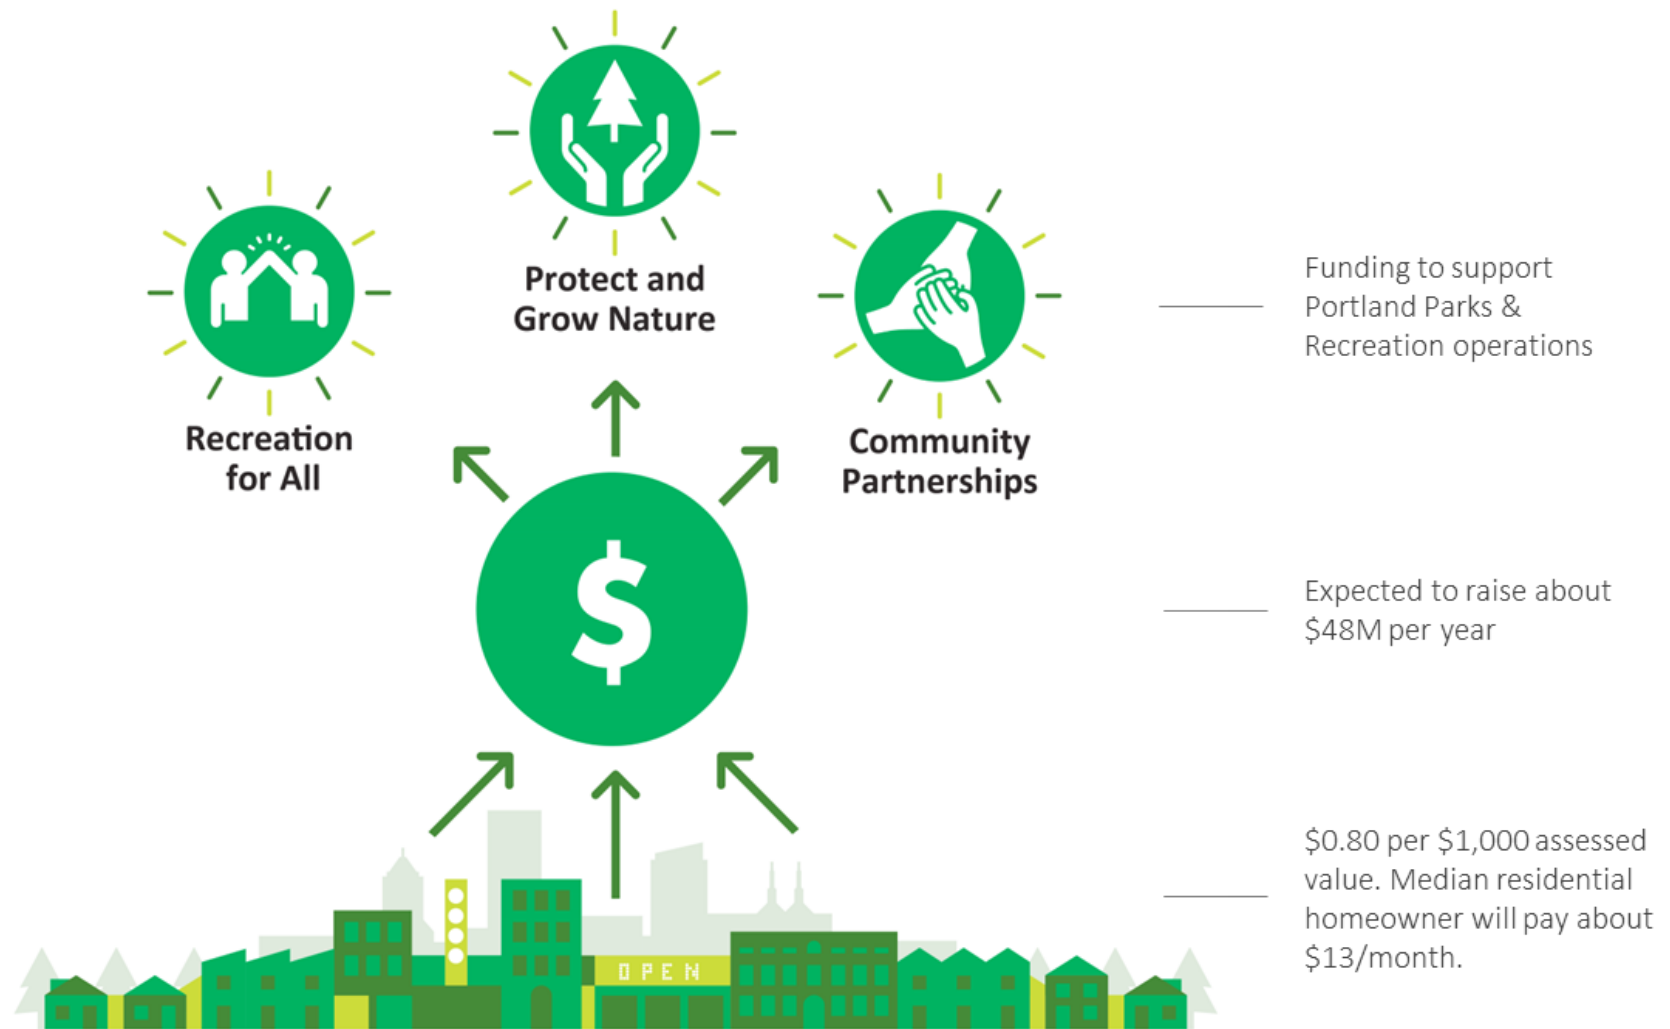 Protect and
Grow Nature
Recreation
for All
Community
Partnerships
Funding to support
Portland Parks &
Recreation operations
$
Expected to raise about
$48M per year
$0.80 per $1,000 assessed
value. Median residential
homeowner will pay about
$13/month.
OPEN